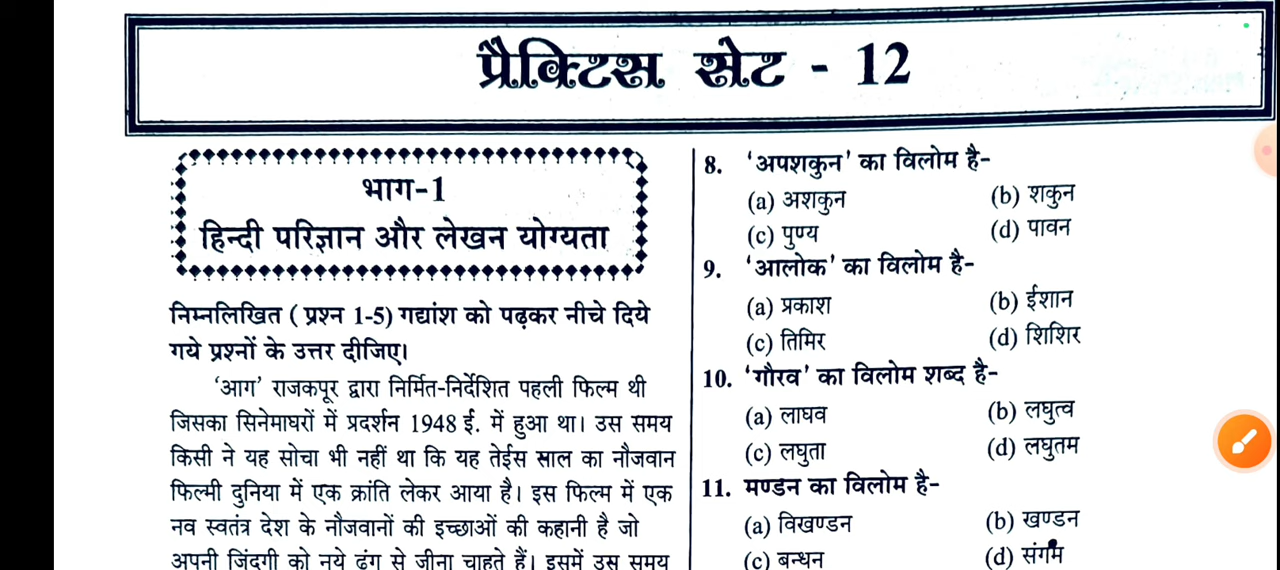 प्रैक्टिस सेट - 12
भाग-1
हिन्दी परिज्ञान और लेखन योग्यता
निम्नलिखित ( प्रश्न 1-5) गद्यांश को पढ़कर नीचे दिये
गये प्रश्नों के उत्तर दीजिए।
‘आग’ राजकपूर द्वारा निर्मित-निर्देशित पहली फिल्म थी
जिसका सिनेमाघरों में प्रदर्शन 1948 ई. में हुआ था। उस समय
किसी ने यह सोचा भी नहीं था कि यह तेईस साल का नौजवान
फिल्मी दुनिया में एक क्रांति लेकर आया है। इस फिल्म में एक
नव स्वतंत्र देश के नौजवानों की इच्छाओं की कहानी है जो
अपनी जिंदगी को नये ढंग से जीना चाहते हैं। इसमें उस समय
8. ‘अपशकुन’ का विलोम है-
(a) अशकुन (b) शकुन
(c) पुण्य (d) पावन
9. ‘आलोक’ का विलोम है-
(a) प्रकाश (b) ईशान
(c) तिमिर (d) शिशिर
10. ‘गौरव’ का विलोम शब्द है-
(a) लाघव (b) लघुत्व
(c) लघुता (d) लघुतम
11. मण्डन का विलोम है-
(a) विखण्डन (b) खण्डन
(c) बन्धन (d) संगम